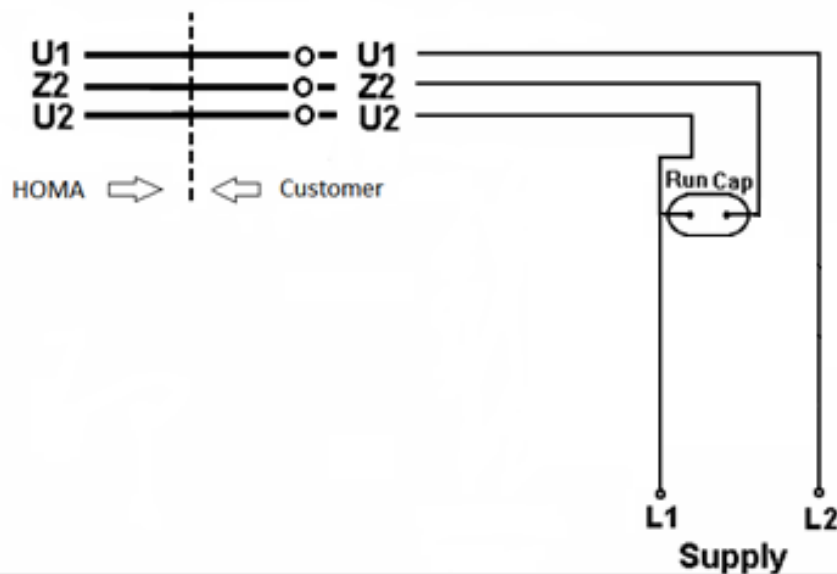 U1 U1
Z2 Z2
U2 U2
HOMA Customer
Run Cap
L1 L2
Supply